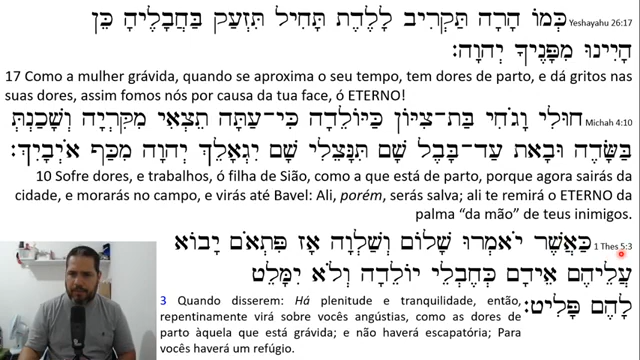 כְּמוֹ הָרָה תַּקְרִיב לָלֶדֶת תָּחִיל תִּזְעַק בַּחֲבָלֶיהָ כֵּן Yeshayahu 26:17
הָיִינוּ מִפָּנֶיךָ יְהוָה׃
17 Como a mulher grávida, quando se aproxima o seu tempo, tem dores de parto, e dá gritos nas
suas dores, assim fomos nós por causa da tua face, ó ETERNO!
חוּלִי וָגֹחִי בַּת־צִיּוֹן כַּיּוֹלֵדָה כִּי־עַתָּה תֵצְאִי מִקִּרְיָה וְשָׁכַנְתְּ Michah 4:10
בַּשָּׂדֶה וּבָאת עַד־בָּבֶל שָׁם תִּנָּצֵלִי שָׁם יִגְאָלֵךְ יְהוָה מִכַּף אֹיְבָיִךְ׃
10 Sofre dores, e trabalhos, ó filha de Sião, como a que está de parto, porque agora sairás da
cidade, e morarás no campo, e virás até Bavel: Ali, porém, serás salva; ali te remirá o ETERNO da
palma “da mão” de teus inimigos.
כַּאֲשֶׁר יֹאמְרוּ שָׁלוֹם וְשַׁלְוָה אָז פִּתְאֹם יָבוֹא 1 Thes 5:3
עֲלֵיהֶם אֵידָם כְּחֶבְלֵי יוֹלֵדָה וְלֹא יִמָּלֵט
לָהֶם פָּלִיט׃
3 Quando disserem: Há plenitude e tranquilidade, então,
repentinamente virá sobre vocês angústias, como as dores de
parto àquela que está grávida; e não haverá escapatória; Para
vocês haverá um refúgio.